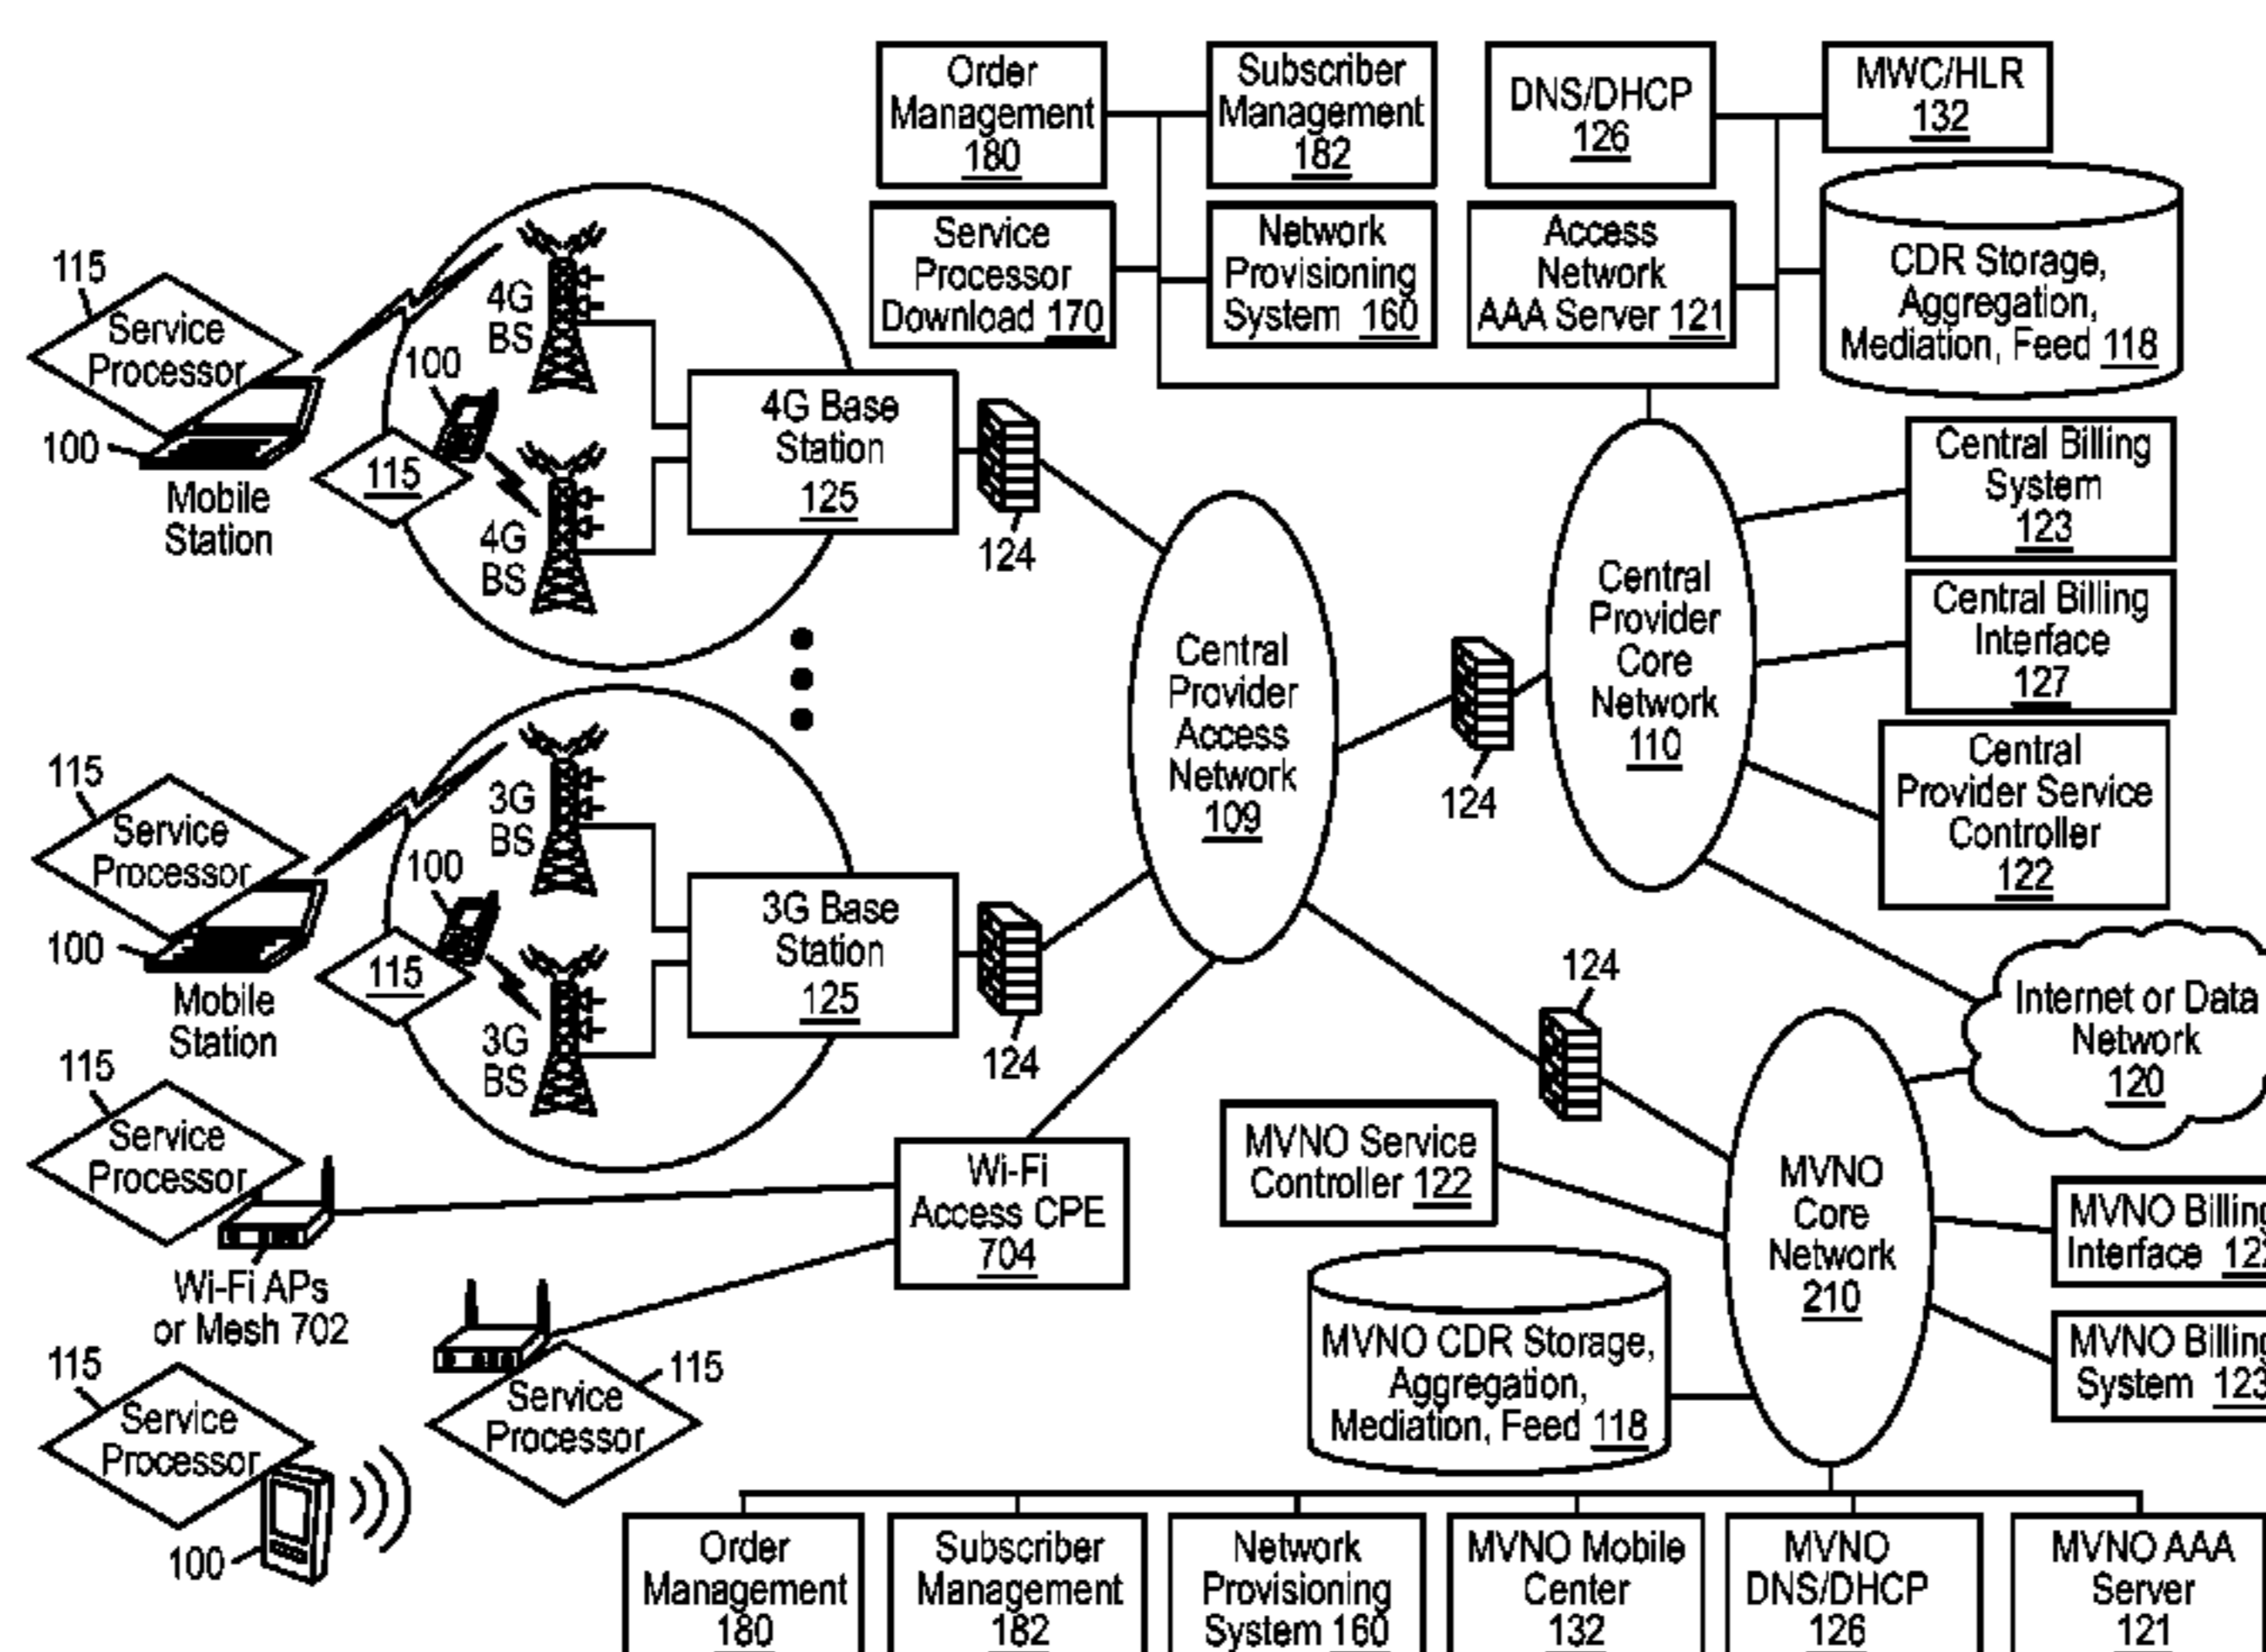 Order
Management
180
Subscriber
Management
182
DNS/DHCP
126
MWC/HLR
132
Service
Processor
Download 170
Network
Provisioning
System 160
Access
Network
AAA Server 121
CDR Storage,
Aggregation,
Mediation, Feed 118
115
Service
Processor
100
Mobile
Station
4G
BS
100
115
4G
BS
4G Base
Station
125
124
Central
Provider
Access
Network
109
124
Central
Provider
Core
Network
110
Central Billing
System
123
Central Billing
Interface
127
Central
Provider Service
Controller
122
115
Service
Processor
100
Mobile
Station
3G
BS
100
115
3G
BS
3G Base
Station
125
124
124
Internet or Data
Network
120
115
Service
Processor
Wi-Fi APs
or Mesh 702
Wi-Fi
Access CPE
704
MVNO Service
Controller 122
MVNO
Core
Network
210
MVNO Billing
Interface 122
MVNO Billing
System 123
MVNO CDR Storage,
Aggregation,
Mediation, Feed 118
115
Service
Processor
115
Service
Processor
100
Order
Management
180
Subscriber
Management
182
Network
Provisioning
System 160
MVNO Mobile
Center
132
MVNO
DNS/DHCP
126
MVNO AAA
Server
121